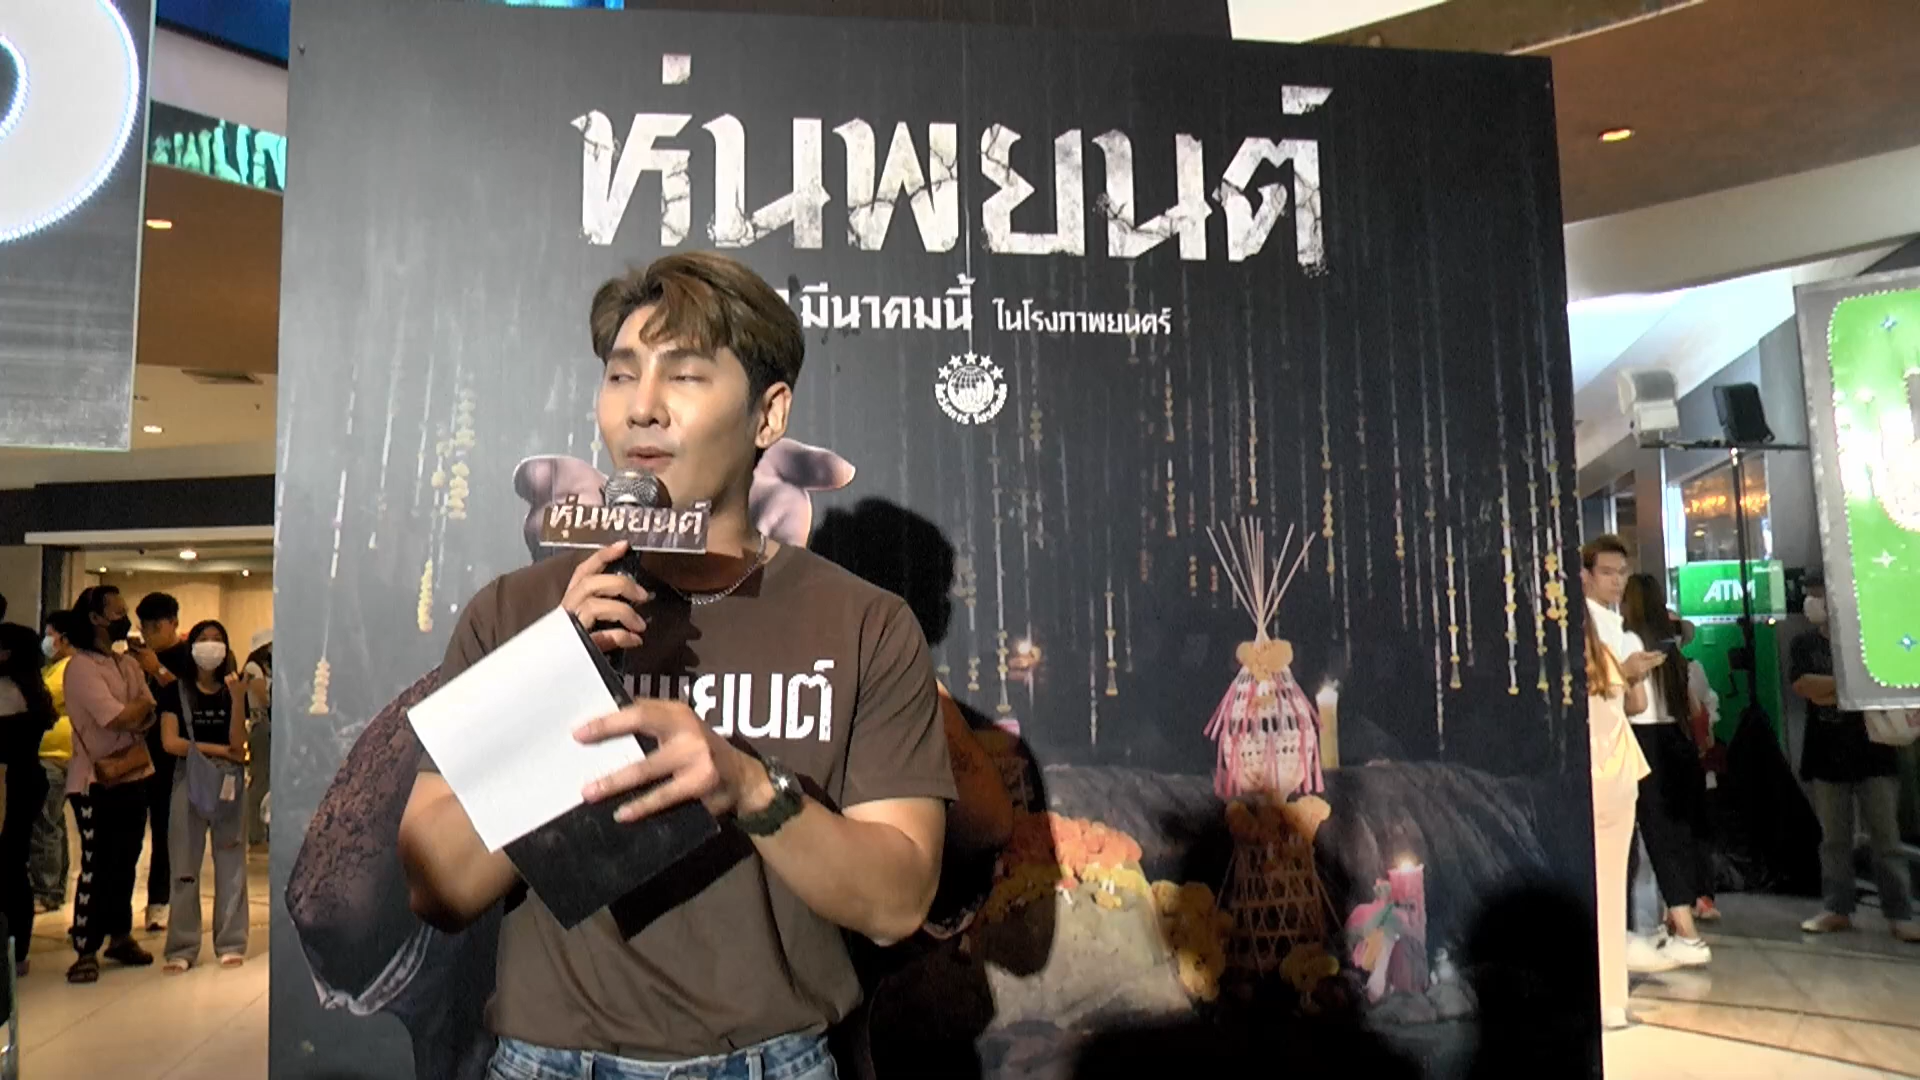 หุ่นพยนต์
มีนาคมนี้ ในโรงภาพยนตร์
หุ่นพยนต์
ยนต์
ATM